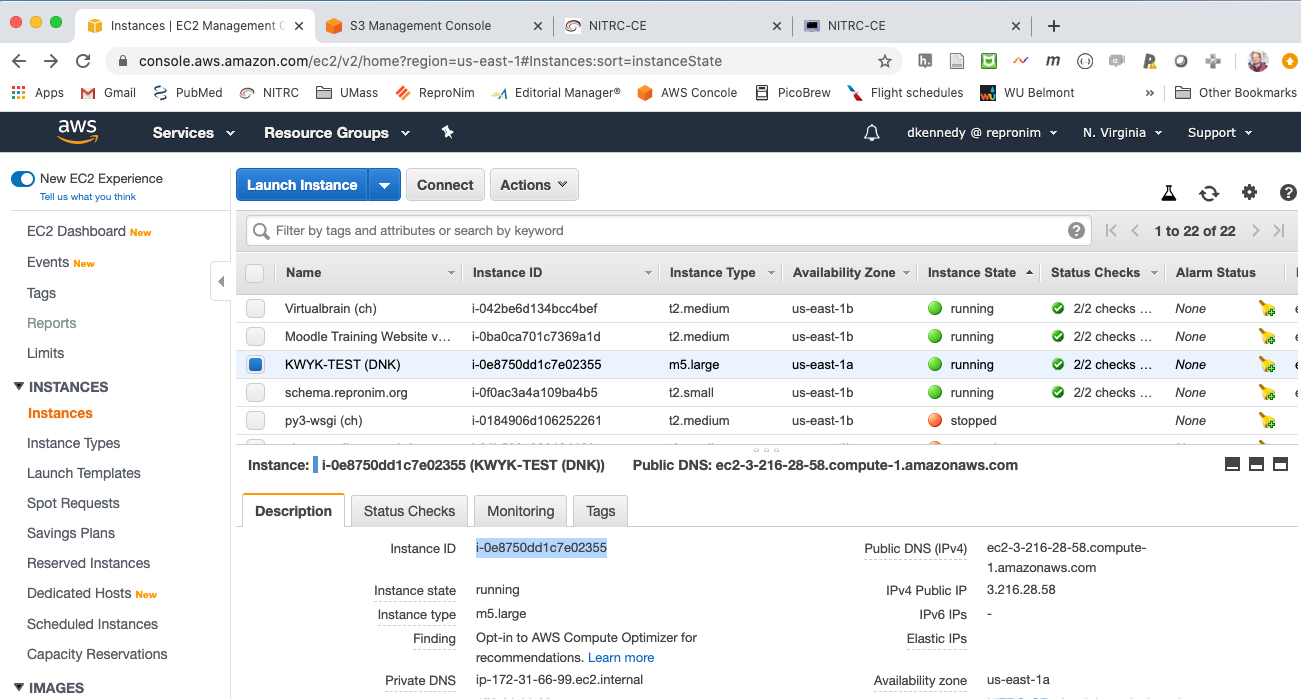 Instances | EC2 Management C
S3 Management Console
NITRC-CE
NITRC-CE
console.aws.amazon.com/ec2/v2/home?region=us-east-1#Instances:sort=instanceState
Apps Gmail PubMed NITRC UMass ReproNim Editorial Manager® AWS Concole PicoBrew Flight schedules WU Belmont » Other Bookmarks
aws Services Resource Groups dkennedy @ repronim N. Virginia Support
New EC2 Experience
Tell us what you think
EC2 Dashboard New
Events New
Tags
Reports
Limits
INSTANCES
Instances
Instance Types
Launch Templates
Spot Requests
Savings Plans
Reserved Instances
Dedicated Hosts New
Scheduled Instances
Capacity Reservations
IMAGES
Launch Instance Connect Actions
Filter by tags and attributes or search by keyword
1 to 22 of 22
Name Instance ID Instance Type Availability Zone Instance State Status Checks Alarm Status
Virtualbrain (ch) i-042be6d134bcc4bef t2.medium us-east-1b running 2/2 checks ... None
Moodle Training Website v... i-0ba0ca701c7369a1d t2.medium us-east-1b running 2/2 checks ... None
KWYK-TEST (DNK) i-0e8750dd1c7e02355 m5.large us-east-1a running 2/2 checks ... None
schema.repronim.org i-0f0ac3a4a109ba4b5 t2.small us-east-1b running 2/2 checks ... None
py3-wsgi (ch) i-0184906d106252261 t2.medium us-east-1b stopped None
Instance: i-0e8750dd1c7e02355 (KWYK-TEST (DNK)) Public DNS: ec2-3-216-28-58.compute-1.amazonaws.com
Description Status Checks Monitoring Tags
Instance ID i-0e8750dd1c7e02355
Instance state running
Instance type m5.large
Finding Opt-in to AWS Compute Optimizer for
recommendations. Learn more
Private DNS ip-172-31-66-99.ec2.internal
Public DNS (IPv4) ec2-3-216-28-58.compute-
1.amazonaws.com
IPv4 Public IP 3.216.28.58
IPv6 IPs -
Elastic IPs
Availability zone us-east-1a